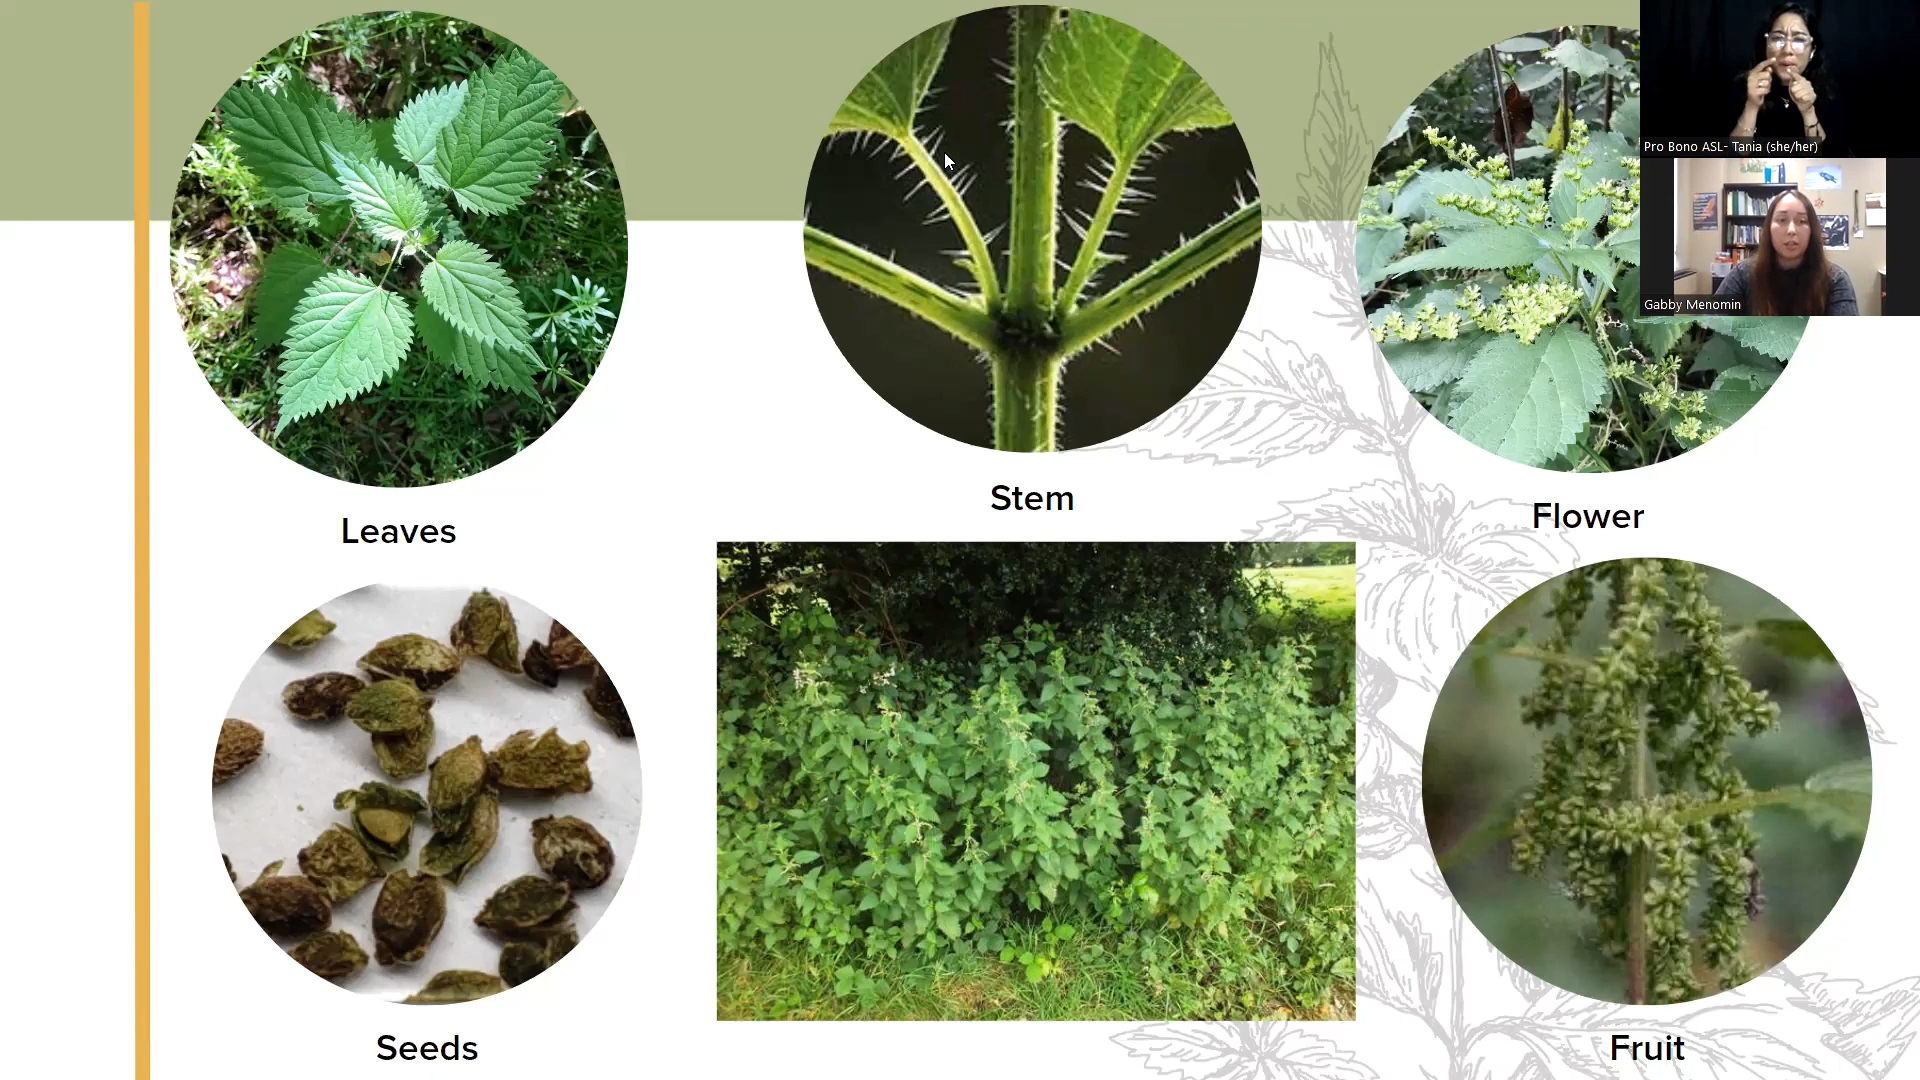 Pro Bono ASL- Tania (she/her)
Gabby Menomin
Leaves
Stem
Flower
Seeds
Fruit